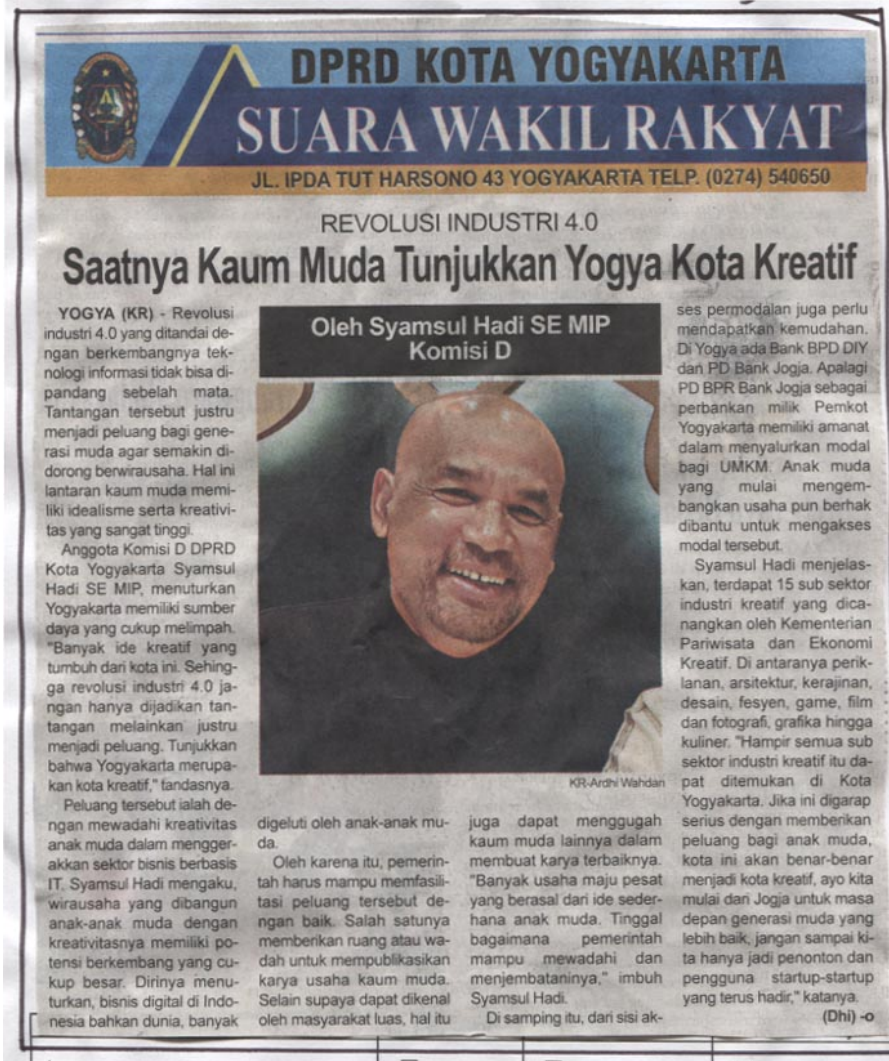 DPRD KOTA YOGYAKARTA
SUARA WAKIL RAKYAT
JL. IPDA TUT HARSONO 43 YOGYAKARTA TELP. (0274) 540650
REVOLUSI INDUSTRI 4.0
Saatnya Kaum Muda Tunjukkan Yogya Kota Kreatif
YOGYA (KR) - Revolusi
industri 4.0 yang ditandai de-
ngan berkembangnya tek-
nologi informasi tidak bisa di-
pandang sebelah mata.
Tantangan tersebut justru
menjadi peluang bagi gene-
rasi muda agar semakin di-
dorong berwirausaha. Hal ini
lantaran kaum muda memi-
liki idealisme serta kreativi-
tas yang sangat tinggi.
Anggota Komisi D DPRD
Kota Yogyakarta Syamsul
Hadi SE MIP, menuturkan
Yogyakarta memiliki sumber
daya yang cukup melimpah.
"Banyak ide kreatif yang
tumbuh dari kota ini. Sehing-
ga revolusi industri 4.0 ja-
ngan hanya dijadikan tan-
tangan melainkan justru
menjadi peluang. Tunjukkan
bahwa Yogyakarta merupa-
kan kota kreatif," tandasnya.
Peluang tersebut ialah de-
ngan mewadahi kreativitas
anak muda dalam mengger-
akkan sektor bisnis berbasis
IT. Syamsul Hadi mengaku,
wirausaha yang dibangun
anak-anak muda dengan
kreativitasnya memiliki po-
tensi berkembang yang cu-
kup besar. Dirinya menu-
turkan, bisnis digital di Indo-
nesia bahkan dunia, banyak
Oleh Syamsul Hadi SE MIP
Komisi D
KR-Ardhi Wahdan
digeluti oleh anak-anak mu-
da.
Oleh karena itu, pemerin-
tah harus mampu memfasili-
tasi peluang tersebut de-
ngan baik. Salah satunya
memberikan ruang atau wa-
dah untuk mempublikasikan
karya usaha kaum muda.
Selain supaya dapat dikenal
oleh masyarakat luas, hal itu
juga dapat menggugah
kaum muda lainnya dalam
membuat karya terbaiknya.
"Banyak usaha maju pesat
yang berasal dari ide seder-
hana anak muda. Tinggal
bagaimana pemerintah
mampu mewadahi dan
menjembataninya," imbuh
Syamsul Hadi.
Di samping itu, dari sisi ak-
ses permodalan juga perlu
mendapatkan kemudahan.
Di Yogya ada Bank BPD DIY
dan PD Bank Jogja. Apalagi
PD BPR Bank Jogja sebagai
perbankan milik Pemkot
Yogyakarta memiliki amanat
dalam menyalurkan modal
bagi UMKM. Anak muda
yang mulai mengem-
bangkan usaha pun berhak
dibantu untuk mengakses
modal tersebut.
Syamsul Hadi menjelas-
kan, terdapat 15 sub sektor
industri kreatif yang dica-
nangkan oleh Kementerian
Pariwisata dan Ekonomi
Kreatif. Di antaranya perik-
lanan, arsitektur, kerajinan,
desain, fesyen, game, film
dan fotografi, grafika hingga
kuliner. "Hampir semua sub
sektor industri kreatif itu da-
pat ditemukan di Kota
Yogyakarta. Jika ini digarap
serius dengan memberikan
peluang bagi anak muda,
kota ini akan benar-benar
menjadi kota kreatif, ayo kita
mulai dari Jogja untuk masa
depan generasi muda yang
lebih baik, jangan sampai ki-
ta hanya jadi penonton dan
pengguna startup-startup
yang terus hadir," katanya.
(Dhi) -o